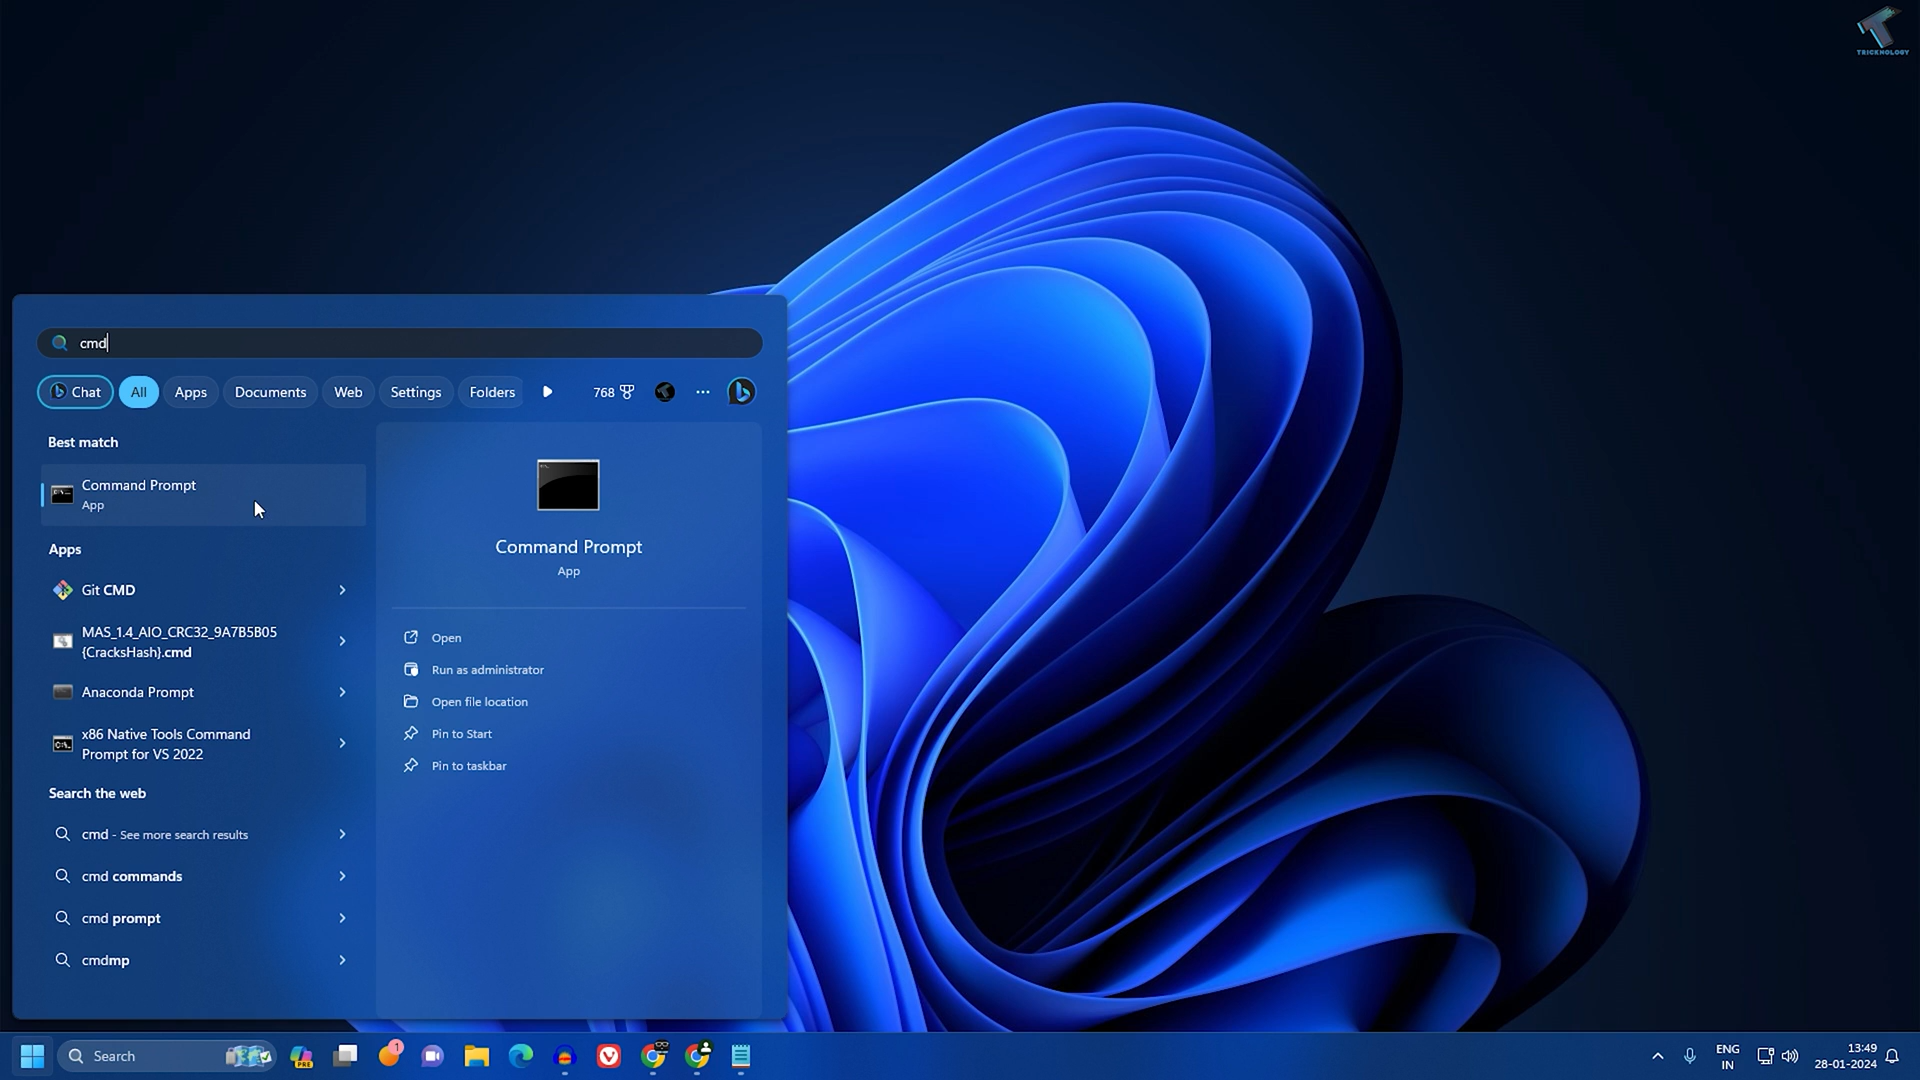 TRICKNOLOGY
cmd
Chat All Apps Documents Web Settings Folders 768
Best match
Command Prompt
App
Apps
Git CMD
MAS_1.4_AIO_CRC32_9A7B5B05
{CracksHash}.cmd
Anaconda Prompt
x86 Native Tools Command
Prompt for VS 2022
Search the web
cmd - See more search results
cmd commands
cmd prompt
cmdmp
Command Prompt
App
Open
Run as administrator
Open file location
Pin to Start
Pin to taskbar
Search
PRE
1
ENG
IN
13:49
28-01-2024